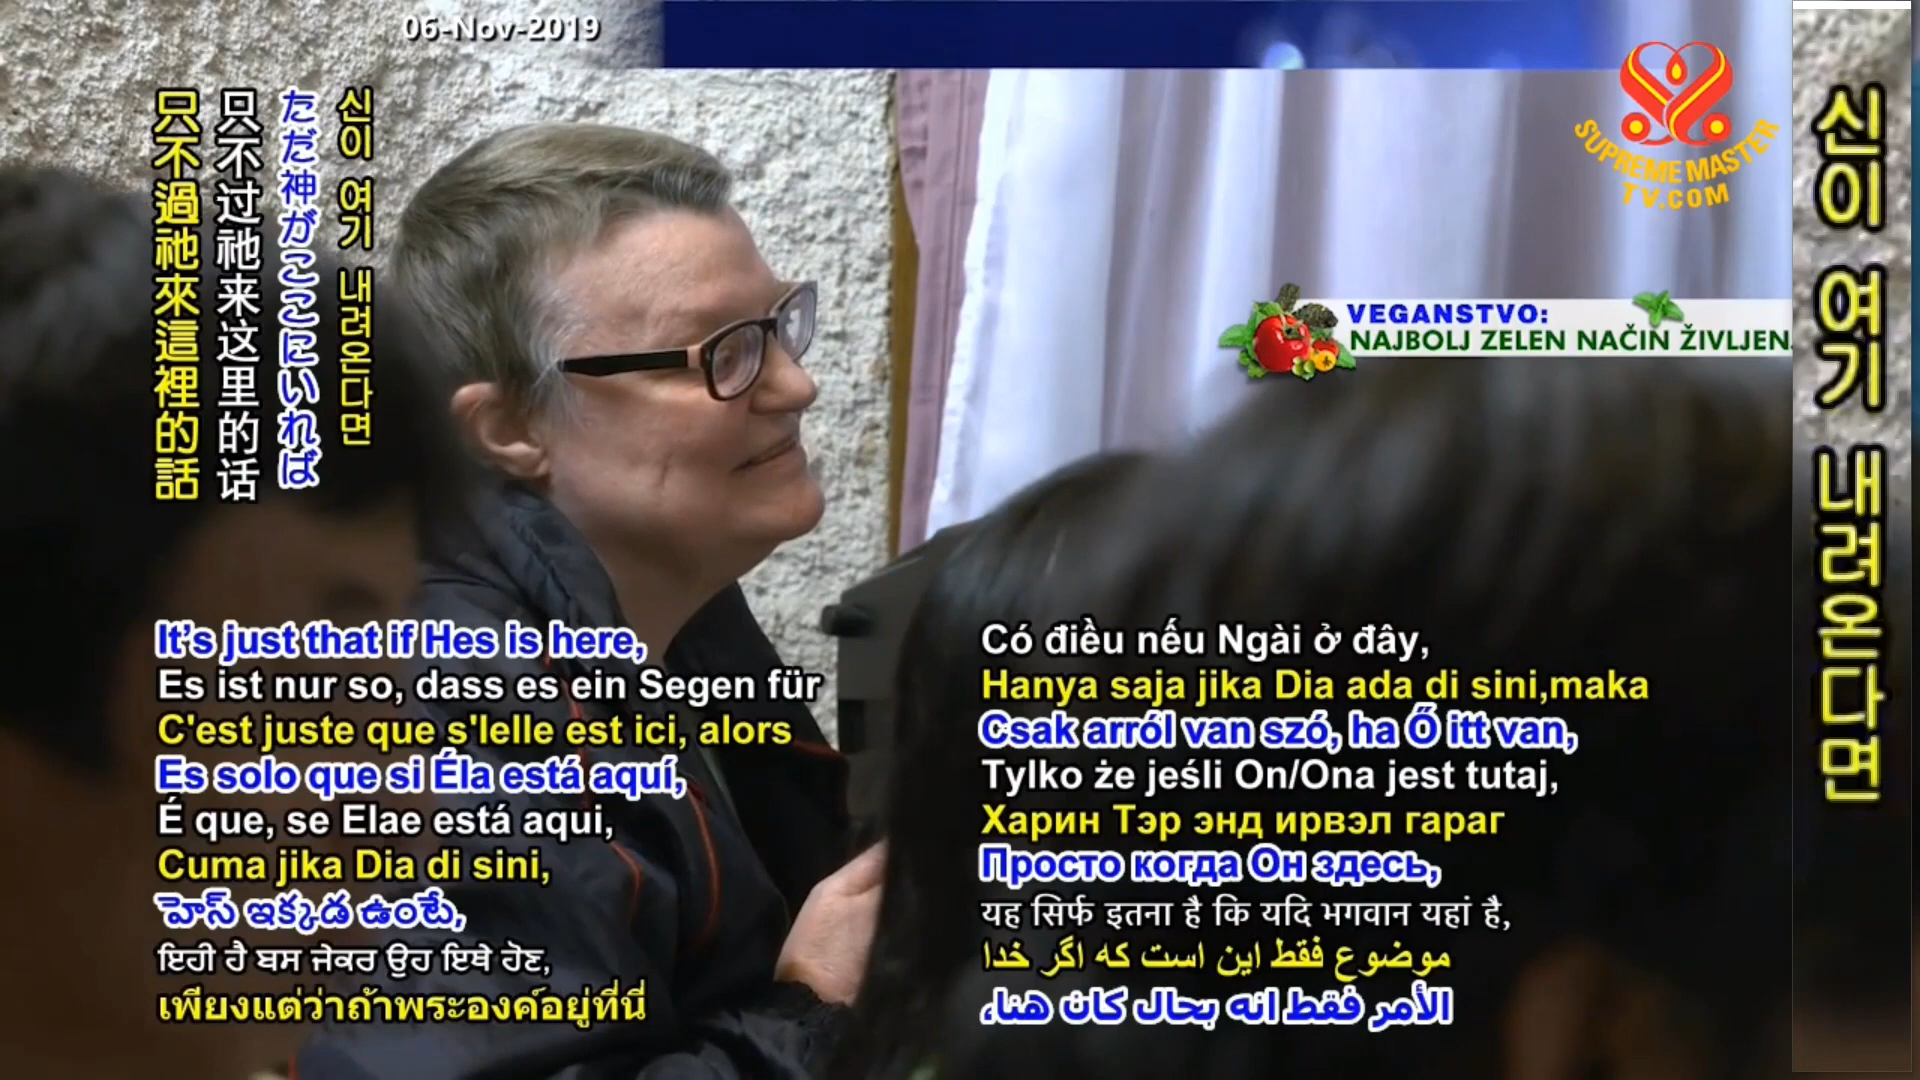 06-Nov-2019
SUPREME MASTER
TV.COM
신이 여기 내려온다면
ただ神がここにいれば
只不过祂来这里的话
只不過祂來這裡的話
VEGANSTVO:
NAJBOLJ ZELEN NAČIN ŽIVLJEN
신이 여기 내려온다면
It's just that if Hes is here,
Es ist nur so, dass es ein Segen für
C'est juste que s'Ielle est ici, alors
Es solo que si Éla está aquí,
É que, se Elae está aqui,
Cuma jika Dia di sini,
హెస్ ఇక్కడ ఉంటే,
ਇਹੀ ਹੈ ਬਸ ਜੇਕਰ ਉਹ ਇਥੇ ਹੋਣ,
เพียงแต่ว่าถ้าพระองค์อยู่ที่นี่
Có điều nếu Ngài ở đây,
Hanya saja jika Dia ada di sini,maka
Csak arról van szó, ha Ő itt van,
Tylko że jeśli On/Ona jest tutaj,
Харин Тэр энд ирвэл гараг
Просто когда Он здесь,
यह सिर्फ इतना है कि यदि भगवान यहां है,
موضوع فقط این است که اگر خدا
الأمر فقط انه بحال كان هنا،